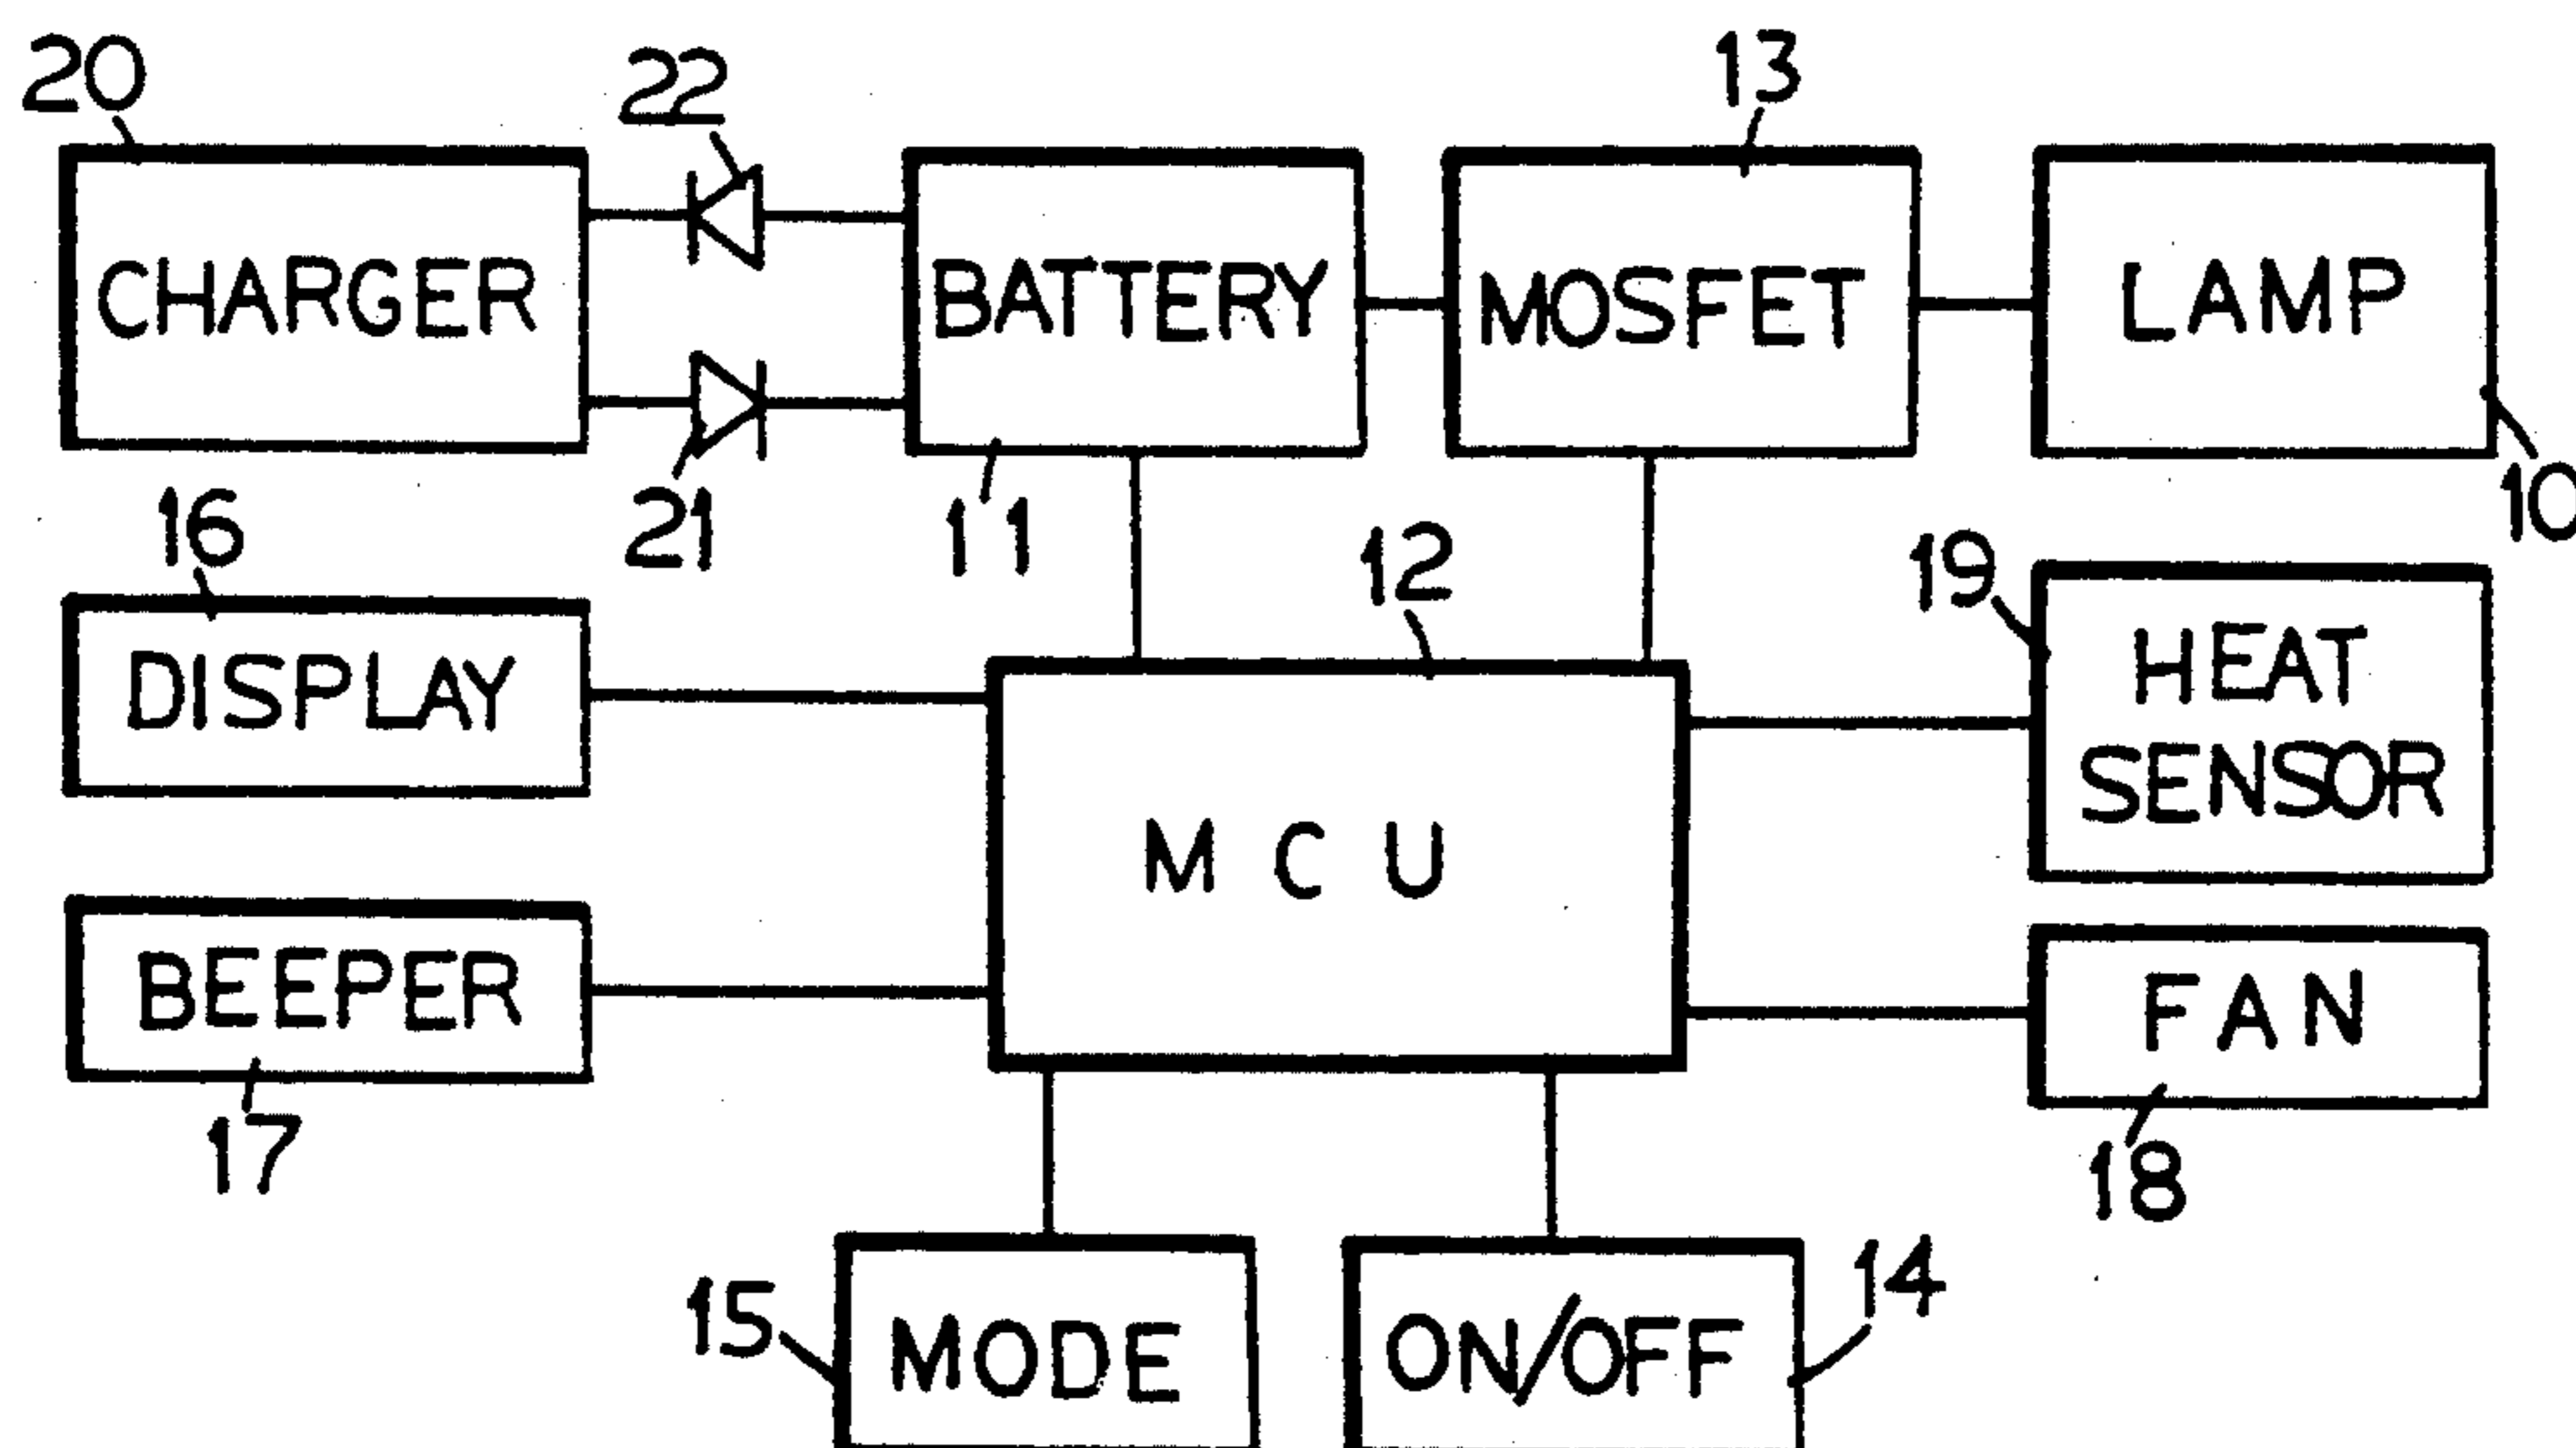 20
22
13
CHARGER
BATTERY
MOSFET
LAMP
10
16
21
11
12
19
DISPLAY
HEAT
SENSOR
MCU
BEEPER
FAN
17
18
15
MODE
ON/OFF
14